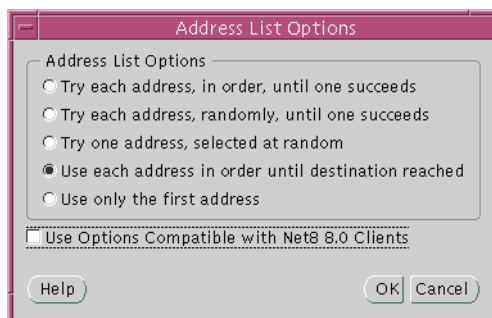 Address List Options
Address List Options
Try each address, in order, until one succeeds
Try each address, randomly, until one succeeds
Try one address, selected at random
Use each address in order until destination reached
Use only the first address
Use Options Compatible with Net8 8.0 Clients
Help OK Cancel